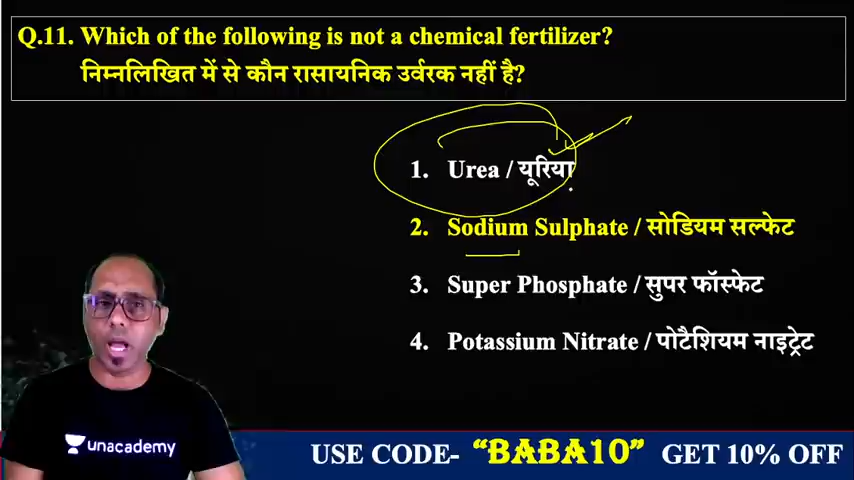 Q.11. Which of the following is not a chemical fertilizer?
निम्नलिखित में से कौन रासायनिक उर्वरक नहीं है?
1. Urea / यूरिया
2. Sodium Sulphate / सोडियम सल्फेट
3. Super Phosphate / सुपर फॉस्फेट
4. Potassium Nitrate / पोटैशियम नाइट्रेट
unacademy
USE CODE- “BABA10” GET 10% OFF